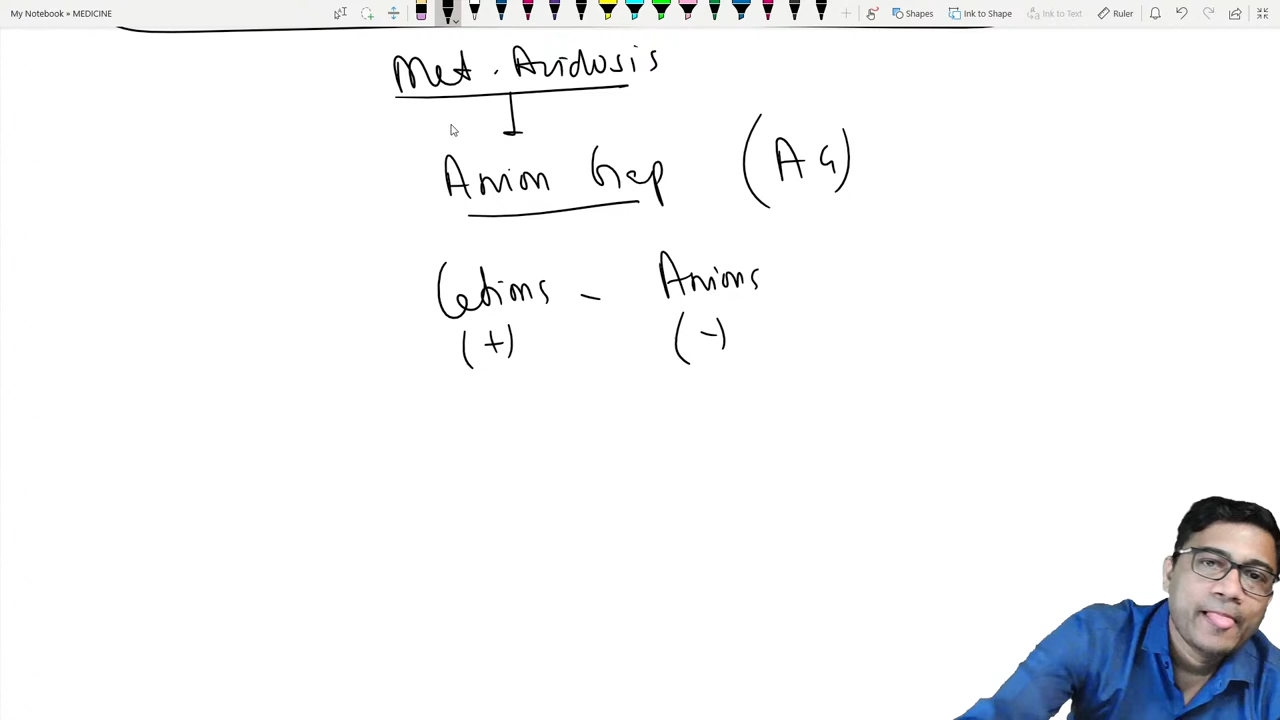 My Notebook » MEDICINE
Shapes Ink to Shape Ink to Text Ruler
Met. Acidosis
Anion Gap (AG)
Cations - Anions
(+) (-)